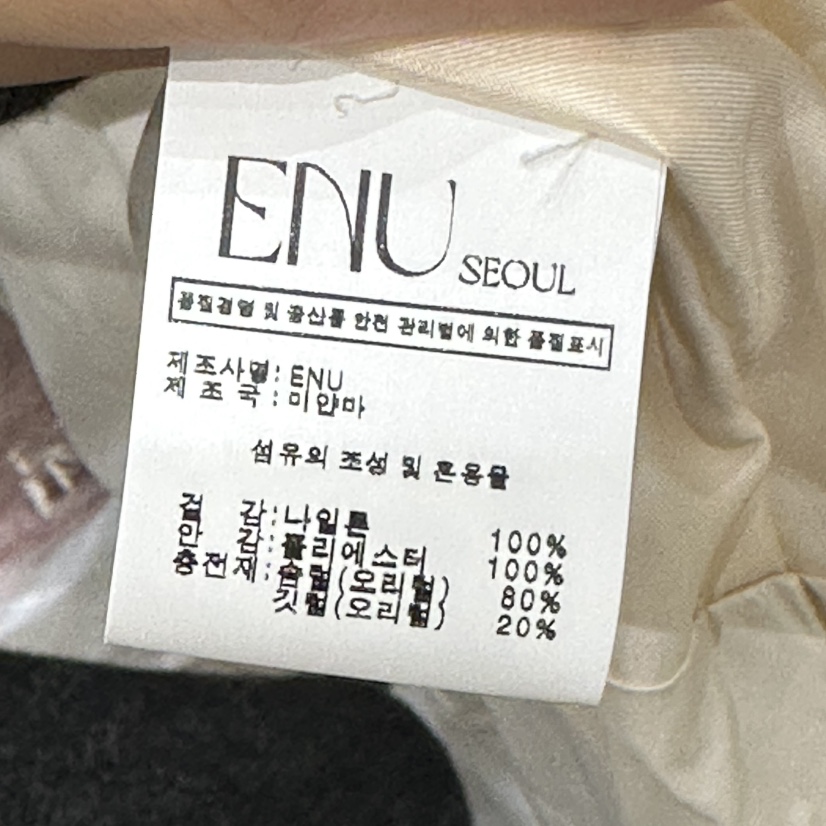 ENU SEOUL
품질경영 및 공산품 안전 관리법에 의한 품질표시
제조사명: ENU
제 조 국 : 미얀마
섬유의 조성 및 혼용율
겉 감: 나일론 100%
안 감: 폴리에스터 100%
충전재: 솜털(오리털) 80%
깃털(오리털) 20%